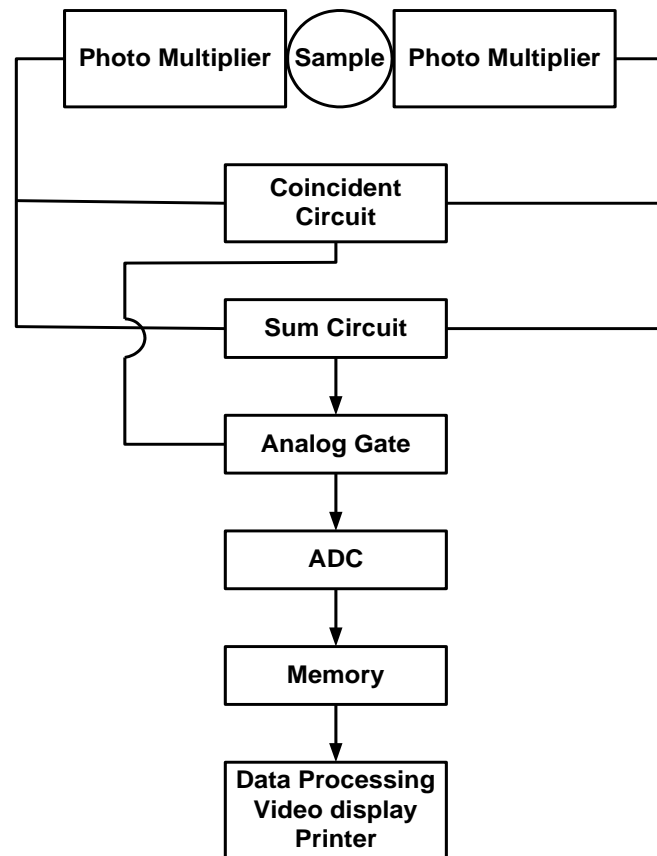 Photo Multiplier
Sample
Photo Multiplier
Coincident
Circuit
Sum Circuit
Analog Gate
ADC
Memory
Data Processing
Video display
Printer